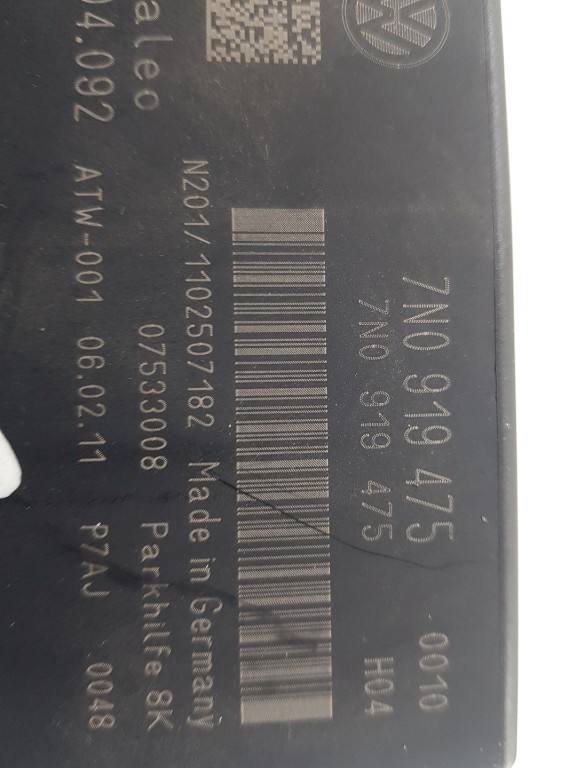 7N0 919 475 0010
7N0 919 475 H04
N201/1102507182 Made in Germany
07533008 Parkhilfe 8K
aleo
04.092 ATW-001 06.02.11 P7AJ 0048